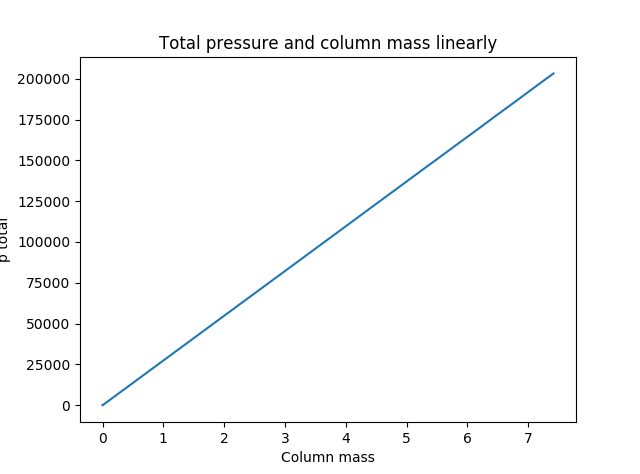 Total pressure and column mass linearly
200000
175000
150000
125000
100000
75000
50000
25000
0
p total
0 1 2 3 4 5 6 7
Column mass